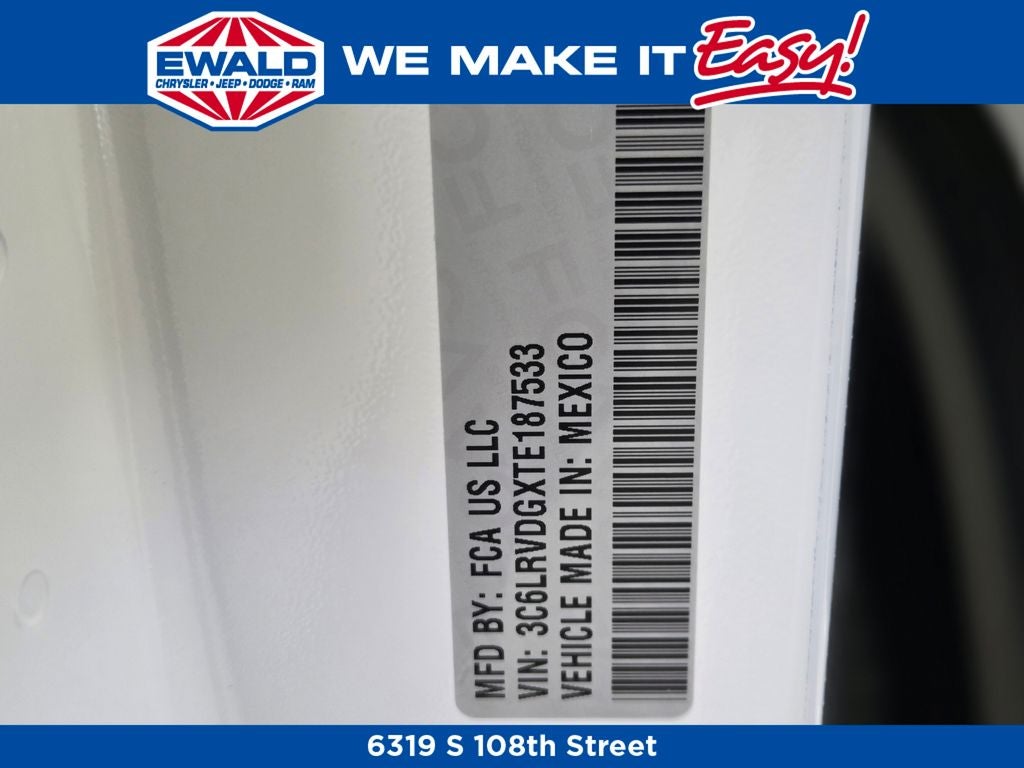 EWALD
CHRYSLER • JEEP • DODGE • RAM
WE MAKE IT Easy!
MFD BY: FCA US LLC
VIN: 3C6LRVDGXTE187533
VEHICLE MADE IN: MEXICO
6319 S 108th Street